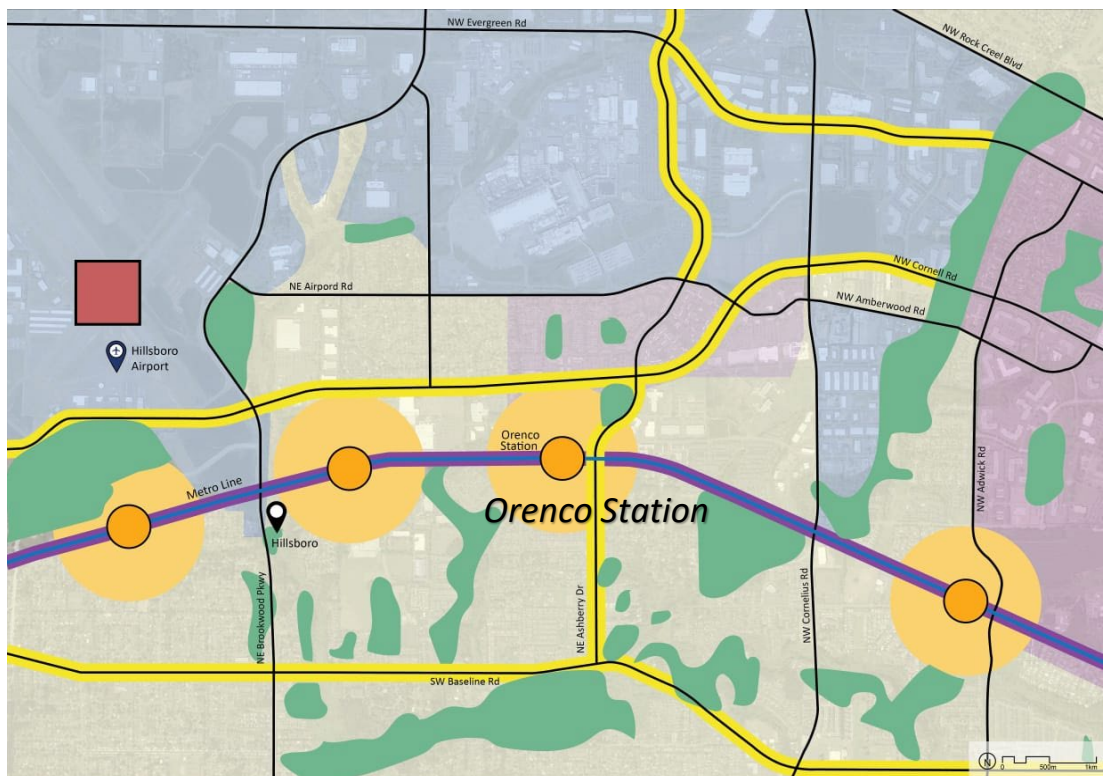 NW Evergreen Rd
NW Rock Creel Blvd
NW Cornell Rd
NE Airpord Rd
NW Amberwood Rd
Hillsboro
Airport
Orenco
Station
Metro Line
Orenco Station
Hillsboro
NW Adwick Rd
NE Brookwood Pkwy
NE Ashberry Dr
NW Cornelius Rd
SW Baseline Rd
N
0
500m
1km